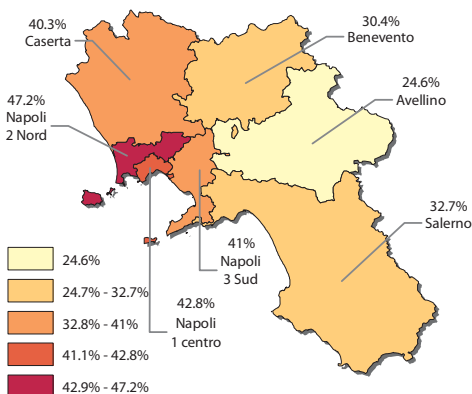 40.3%
Caserta
30.4%
Benevento
24.6%
Avellino
47.2%
Napoli
2 Nord
32.7%
Salerno
41%
Napoli
3 Sud
42.8%
Napoli
1 centro
24.6%
24.7% - 32.7%
32.8% - 41%
41.1% - 42.8%
42.9% - 47.2%